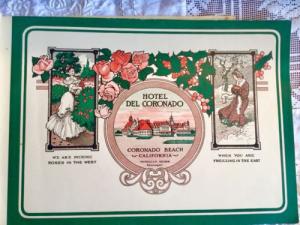 HOTEL
DEL CORONADO
CORONADO BEACH
CALIFORNIA
WE ARE PICKING
ROSES IN THE WEST
WHEN YOU ARE
FREEZING IN THE EAST